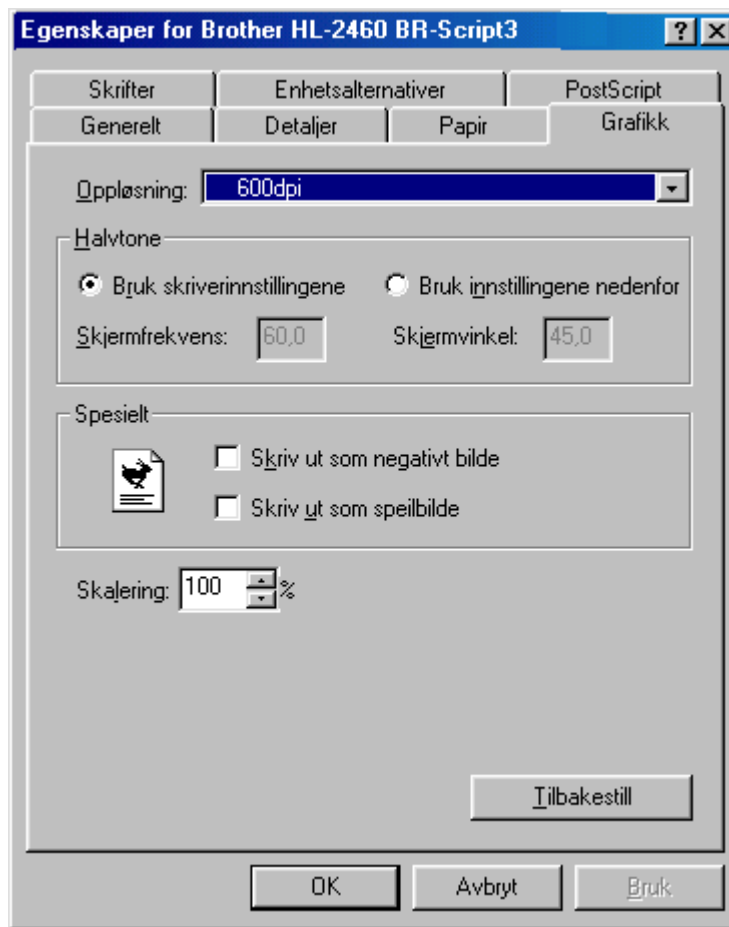 Egenskaper for Brother HL-2460 BR-Script3
Skrifter Enhetsalternativer PostScript
Generelt Detaljer Papir Grafikk
Oppløsning: 600dpi
Halvtone
Bruk skriverinnstillingene Bruk innstillingene nedenfor
Skjermfrekvens: 60,0 Skjermvinkel: 45,0
Spesielt
Skriv ut som negativt bilde
Skriv ut som speilbilde
Skalering: 100 %
Tilbakestill
OK Avbryt Bruk